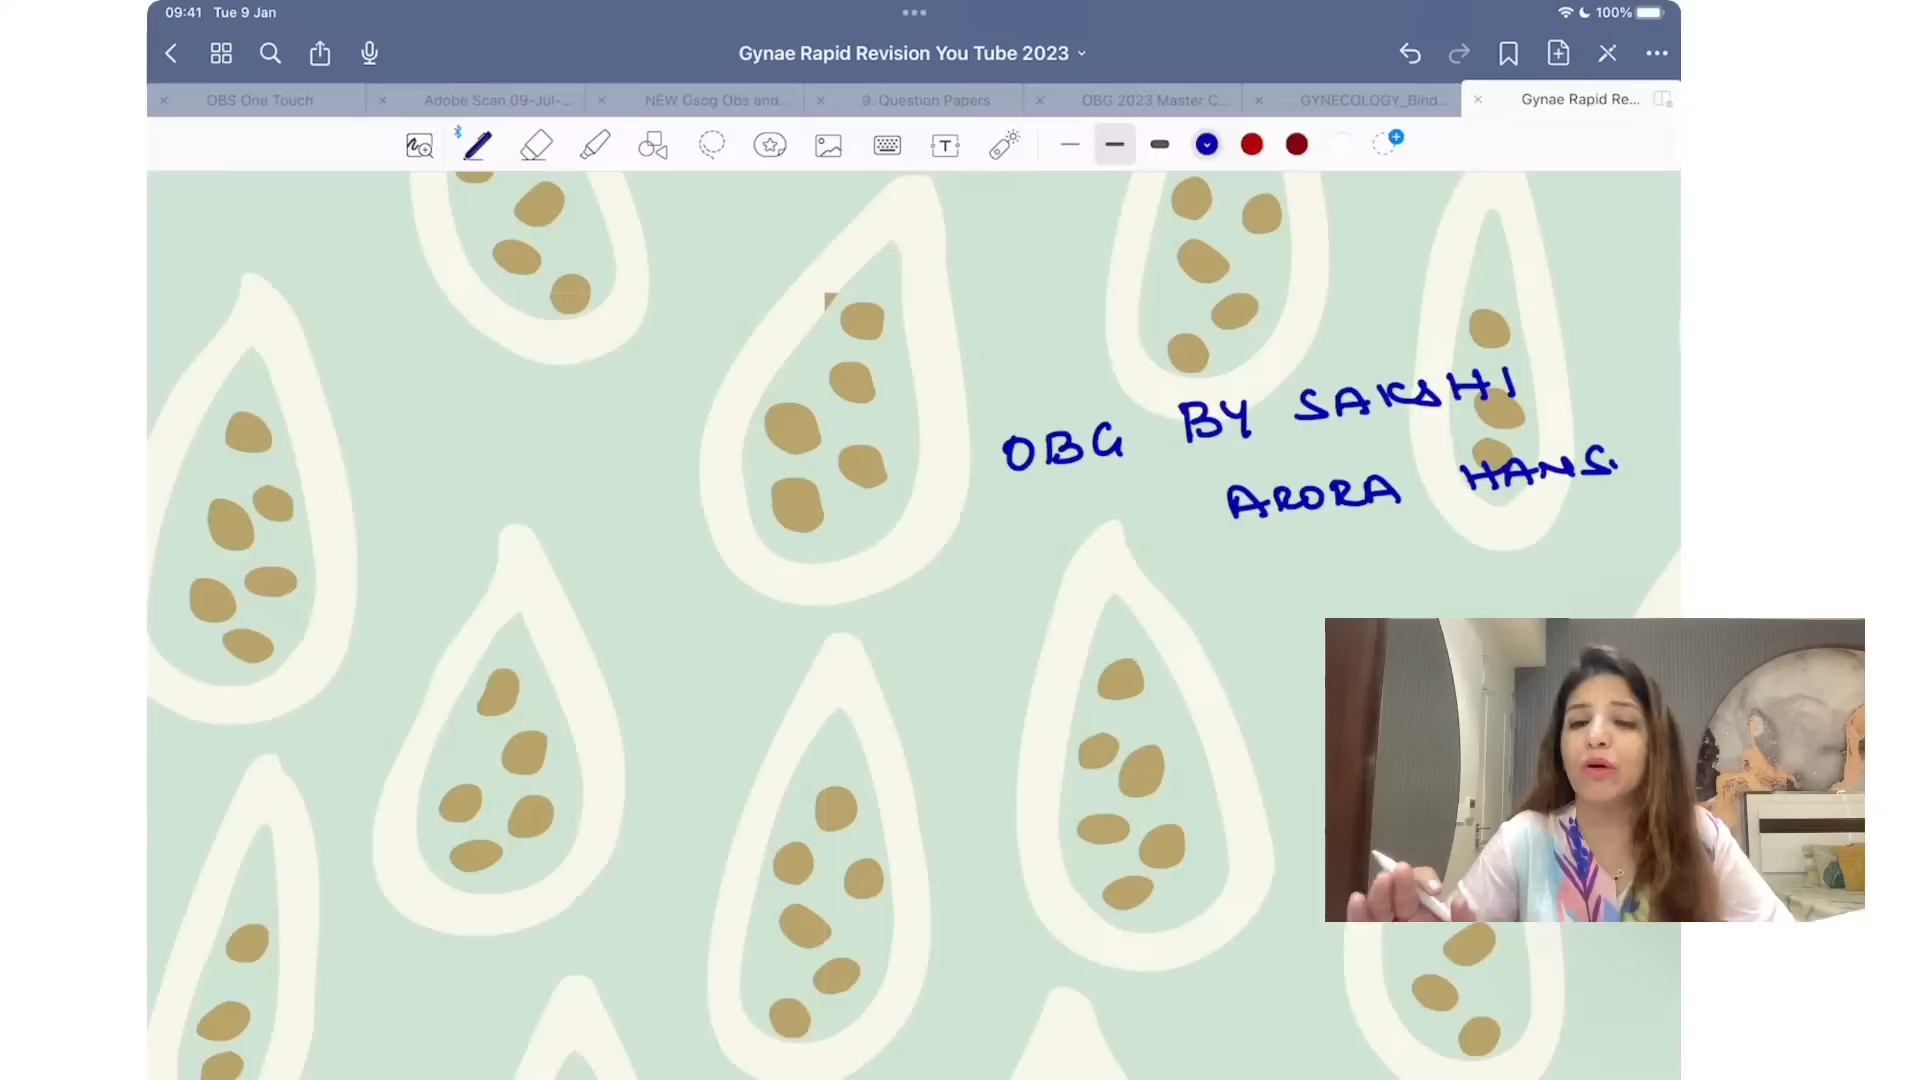 09:41 Tue 9 Jan
100%
Gynae Rapid Revision You Tube 2023
OBS One Touch
Adobe Scan 09-Jul-...
NEW Gsog Obs and...
9. Question Papers
OBG 2023 Master C...
GYNECOLOGY_Bind...
Gynae Rapid Re...
T
OBG BY SAKSHI
ARORA HANS.